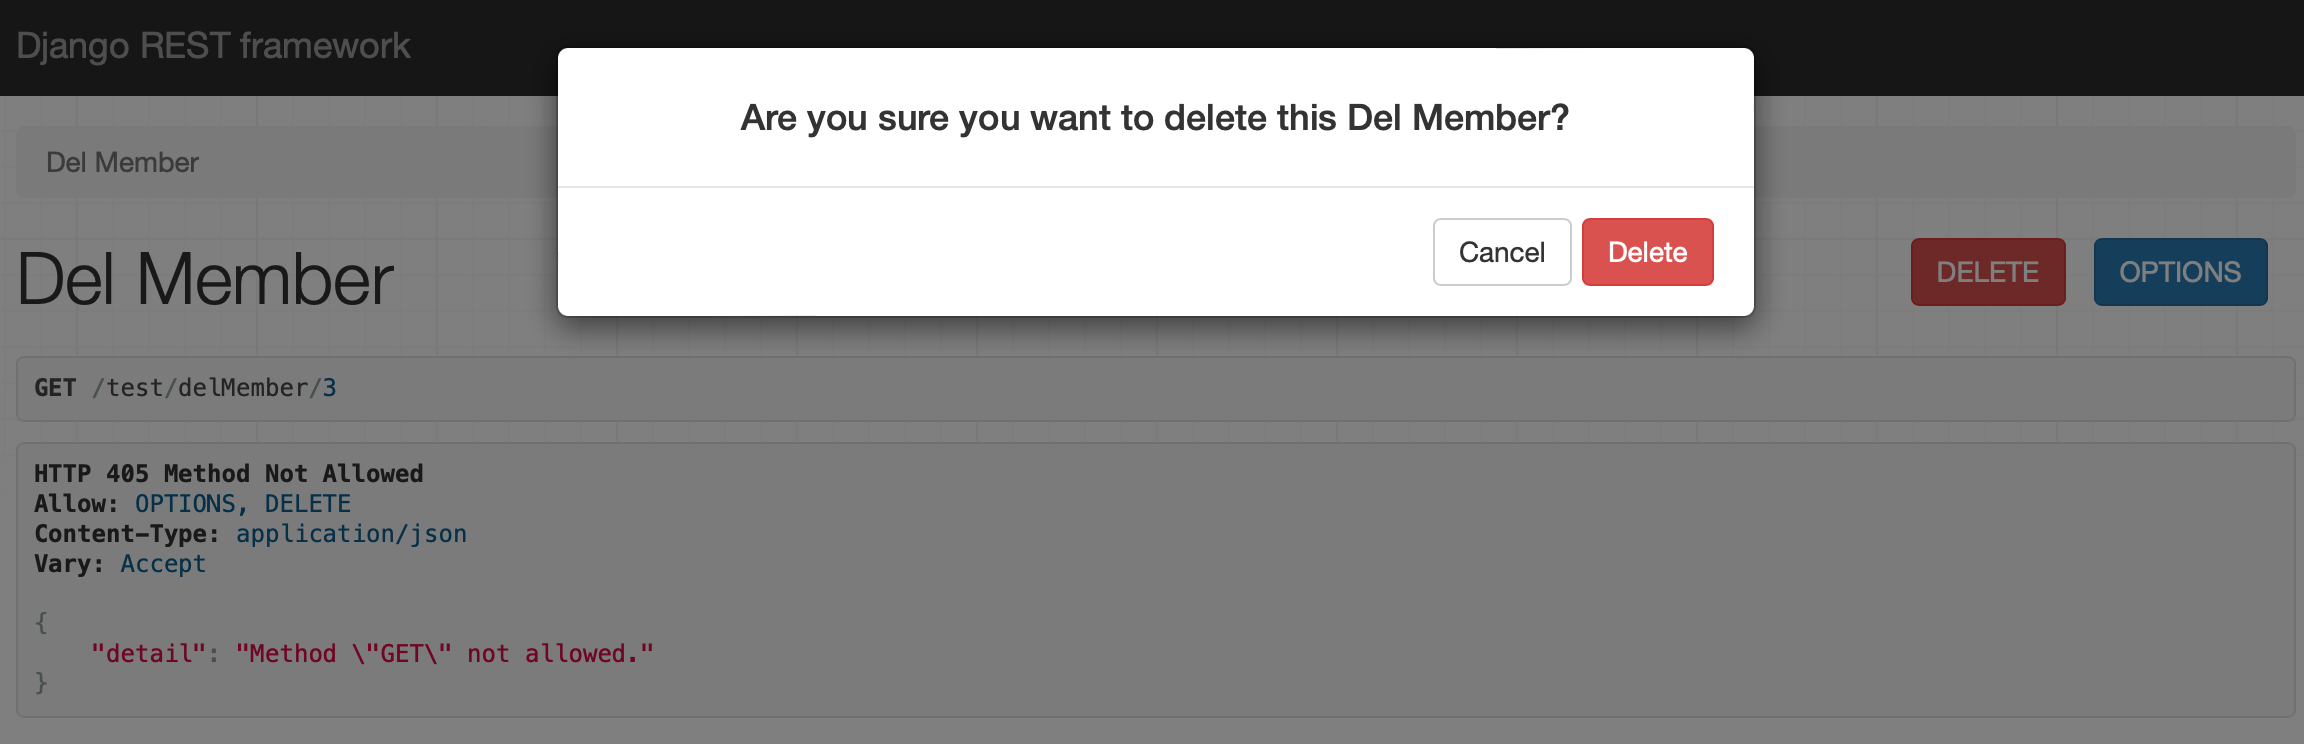 Django REST framework
Are you sure you want to delete this Del Member?
Del Member
Cancel
Delete
Del Member
DELETE
OPTIONS
GET /test/delMember/3
HTTP 405 Method Not Allowed
Allow: OPTIONS, DELETE
Content-Type: application/json
Vary: Accept
{
    "detail": "Method \"GET\" not allowed."
}